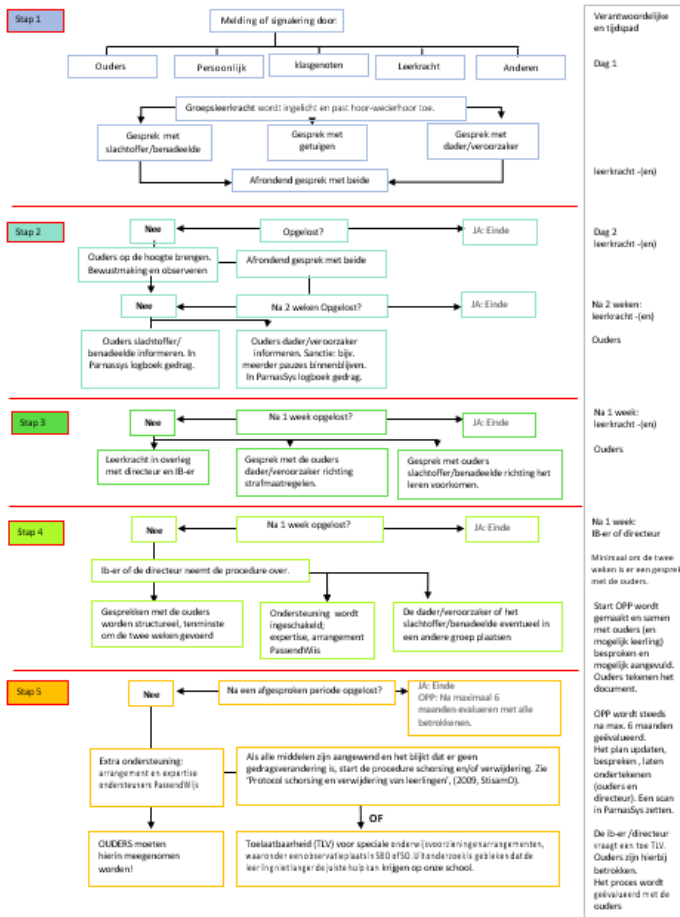 Stap 1
Melding of signalering door:
Ouders
Persoonlijk
klasgenoten
Leerkracht
Anderen
Groepsleerkracht wordt ingelicht en past hoor-wederhoor toe.
Gesprek met
slachtoffer/benadeelde
Gesprek met
getuigen
Gesprek met
dader/veroorzaker
Afrondend gesprek met beide
Stap 2
Nee
Opgelost?
JA: Einde
Ouders op de hoogte brengen.
Bewustmaking en observeren
Afrondend gesprek met beide
Nee
Na 2 weken Opgelost?
JA: Einde
Ouders slachtoffer/
benadeelde informeren. In
Parnassys logboek gedrag.
Ouders dader/veroorzaker
informeren. Sanctie: bijv.
meerder pauzes binnenblijven.
In ParnasSys logboek gedrag.
Stap 3
Nee
Na 1 week opgelost?
JA: Einde
Leerkracht in overleg
met directeur en IB-er
Gesprek met de ouders
dader/veroorzaker richting
strafmaatregelen.
Gesprek met ouders
slachtoffer/benadeelde richting het
leren voorkomen.
Stap 4
Nee
Na 1 week opgelost?
JA: Einde
Ib-er of de directeur neemt de procedure over.
Gesprekken met de ouders
worden structureel, tenminste
om de twee weken gevoerd
Ondersteuning wordt
ingeschakeld;
expertise, arrangement
PassendWijs
De dader/veroorzaker of het
slachtoffer/benadeelde eventueel in
een andere groep plaatsen
Stap 5
Nee
Na een afgesproken periode opgelost?
JA: Einde
OPP: Na maximaal 6
maanden evalueren met alle
betrokkenen.
Extra ondersteuning:
arrangement en expertise
ondersteuners PassendWijs
Als alle middelen zijn aangewend en het blijkt dat er geen
gedragsverandering is, start de procedure schorsing en/of verwijdering. Zie
‘Protocol schorsing en verwijdering van leerlingen’, (2009, StisamO).
OF
OUDERS moeten
hierin meegenomen
worden!
Toelaatbaarheid (TLV) voor speciale onderwijsvoorzieningenarrangementen,
waaronder een observatieplaats in SBO of SO. Uit onderzoek is gebleken dat de
leerling niet langer de juiste hulp kan krijgen op onze school.
Verantwoordelijke
en tijdspad
Dag 1
leerkracht -(en)
Dag 2
leerkracht -(en)
Na 2 weken:
leerkracht -(en)
Ouders
Na 1 week:
leerkracht -(en)
Ouders
Na 1 week:
IB-er of directeur
Minimaal om de twee
weken is er een gesprek
met de ouders.
Start OPP wordt
gemaakt en samen
met ouders (en
mogelijk leerling)
besproken en
mogelijk aangevuld.
Ouders tekenen het
document.
OPP wordt steeds
na max. 6 maanden
geëvalueerd.
Het plan updaten,
bespreken, laten
ondertekenen
(ouders en
directeur). Een scan
in ParnasSys zetten.
De ib-er /directeur
vraagt een toe TLV.
Ouders zijn hierbij
betrokken.
Het proces wordt
geëvalueerd met de
ouders